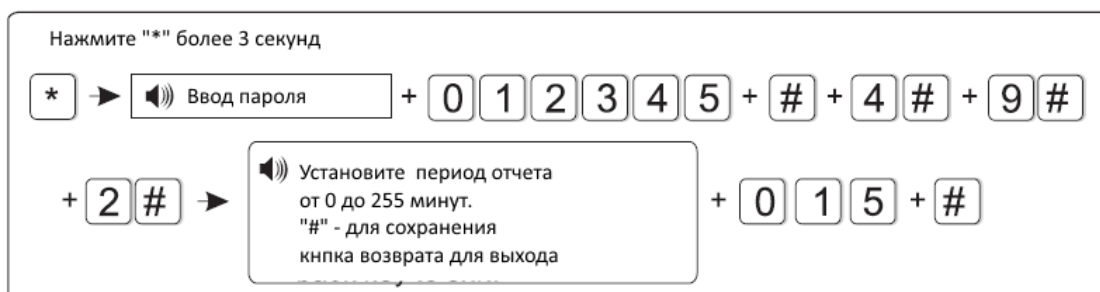 Нажмите "*" более 3 секунд
* Ввод пароля + 0 1 2 3 4 5 + # + 4 # + 9 #
+ 2 # Установите период отчета
от 0 до 255 минут.
"#" - для сохранения
кнпка возврата для выхода
+ 0 1 5 + #